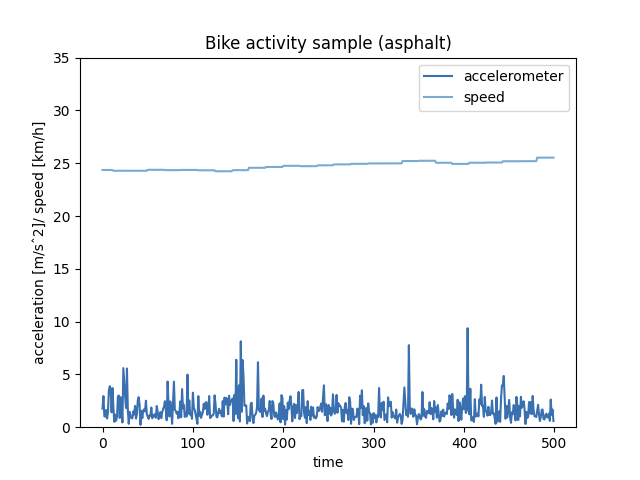 Bike activity sample (asphalt)
accelerometer
speed
35
30
25
20
15
10
5
0
acceleration [m/sˆ2]/ speed [km/h]
0 100 200 300 400 500
time